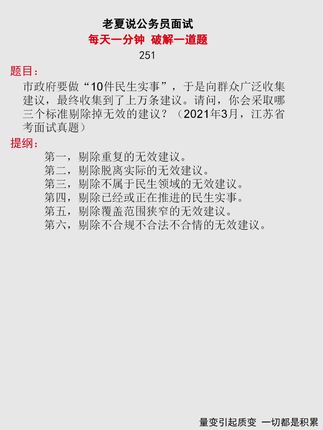 老夏说公务员面试
每天一分钟 破解一道题
251
题目：
市政府要做“10件民生实事”，于是向群众广泛收集
建议，最终收集到了上万条建议。请问，你会采取哪
三个标准剔除掉无效的建议？（2021年3月，江苏省
考面试真题）
提纲：
第一，剔除重复的无效建议。
第二，剔除脱离实际的无效建议。
第三，剔除不属于民生领域的无效建议。
第四，剔除已经或正在推进的民生实事。
第五，剔除覆盖范围狭窄的无效建议。
第六，剔除不合规不合法不合情的无效建议。
量变引起质变 一切都是积累